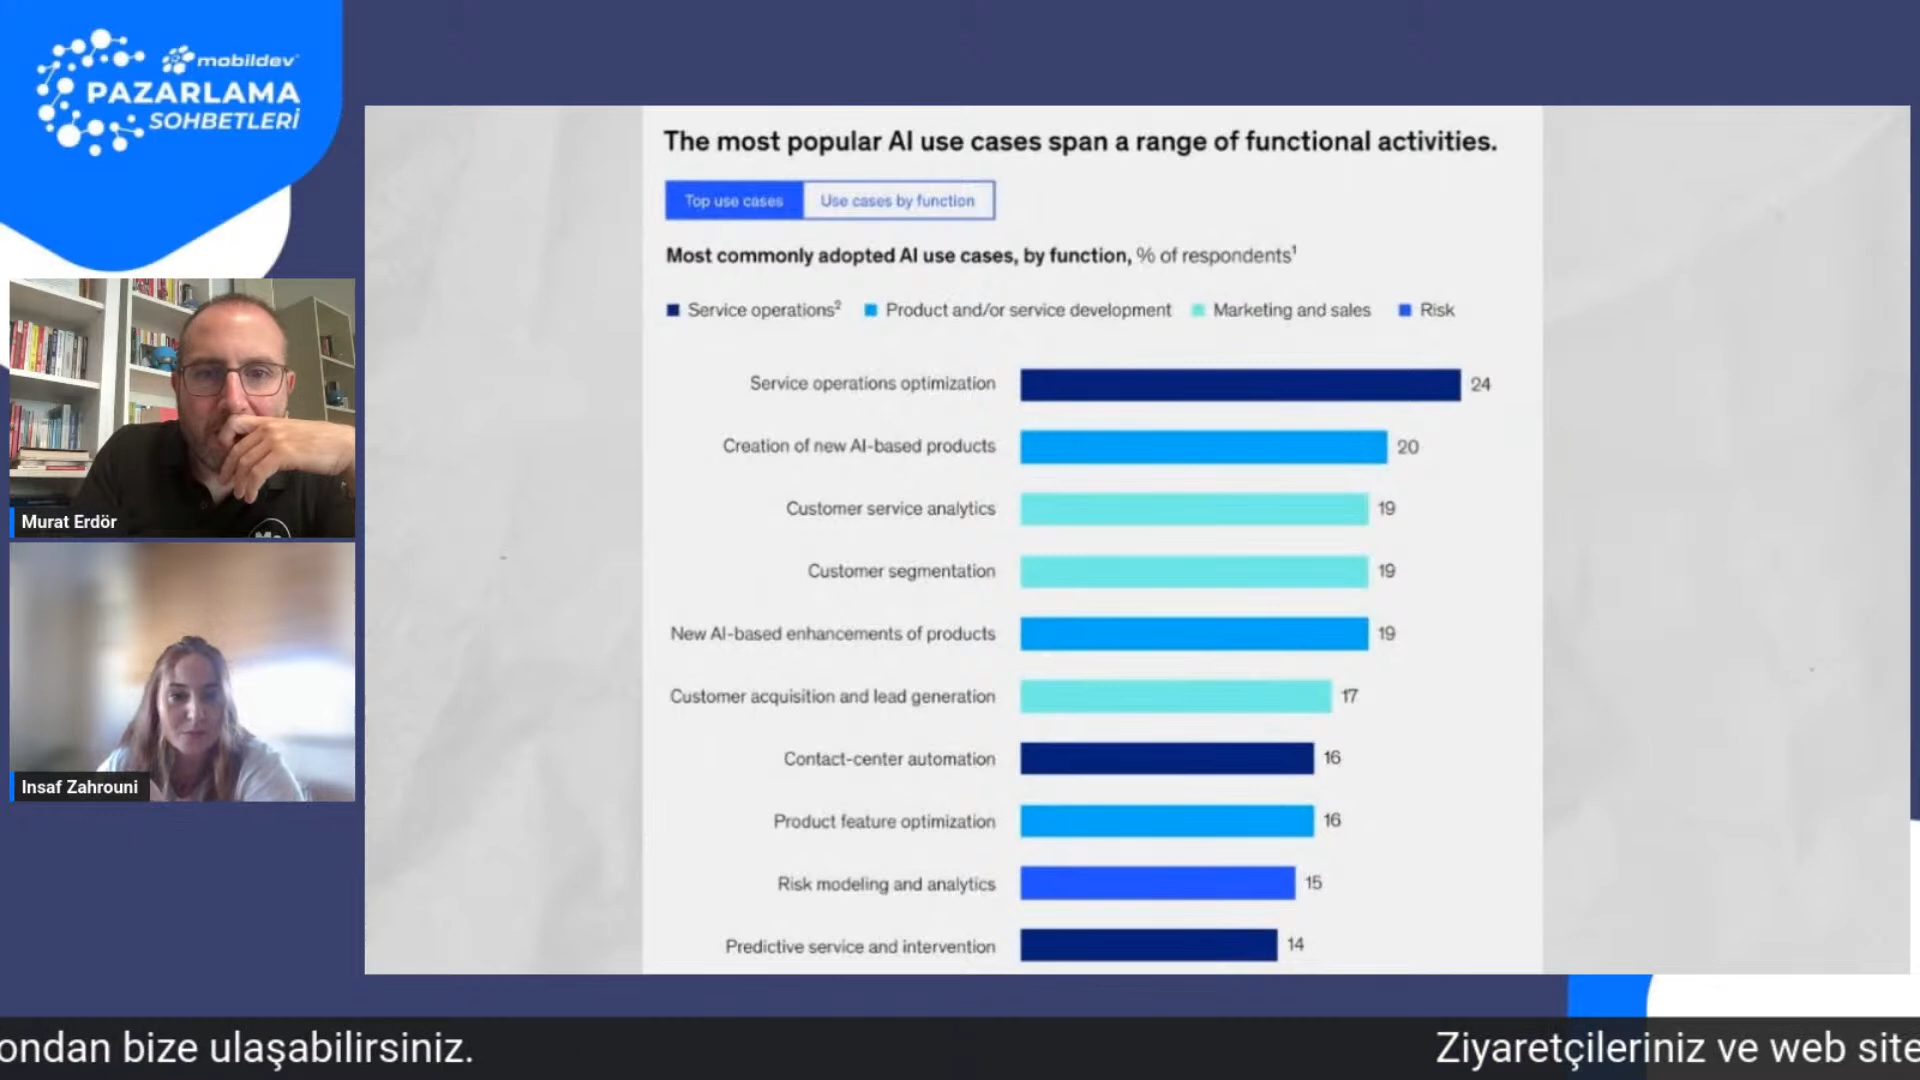 mobildev
PAZARLAMA
SOHBETLERİ
The most popular AI use cases span a range of functional activities.
Top use cases
Use cases by function
Most commonly adopted AI use cases, by function, % of respondents¹
Service operations²
Product and/or service development
Marketing and sales
Risk
Service operations optimization 24
Creation of new AI-based products 20
Customer service analytics 19
Customer segmentation 19
New AI-based enhancements of products 19
Customer acquisition and lead generation 17
Contact-center automation 16
Product feature optimization 16
Risk modeling and analytics 15
Predictive service and intervention 14
Murat Erdör
Insaf Zahrouni
ondan bize ulaşabilirsiniz.
Ziyaretçileriniz ve web site